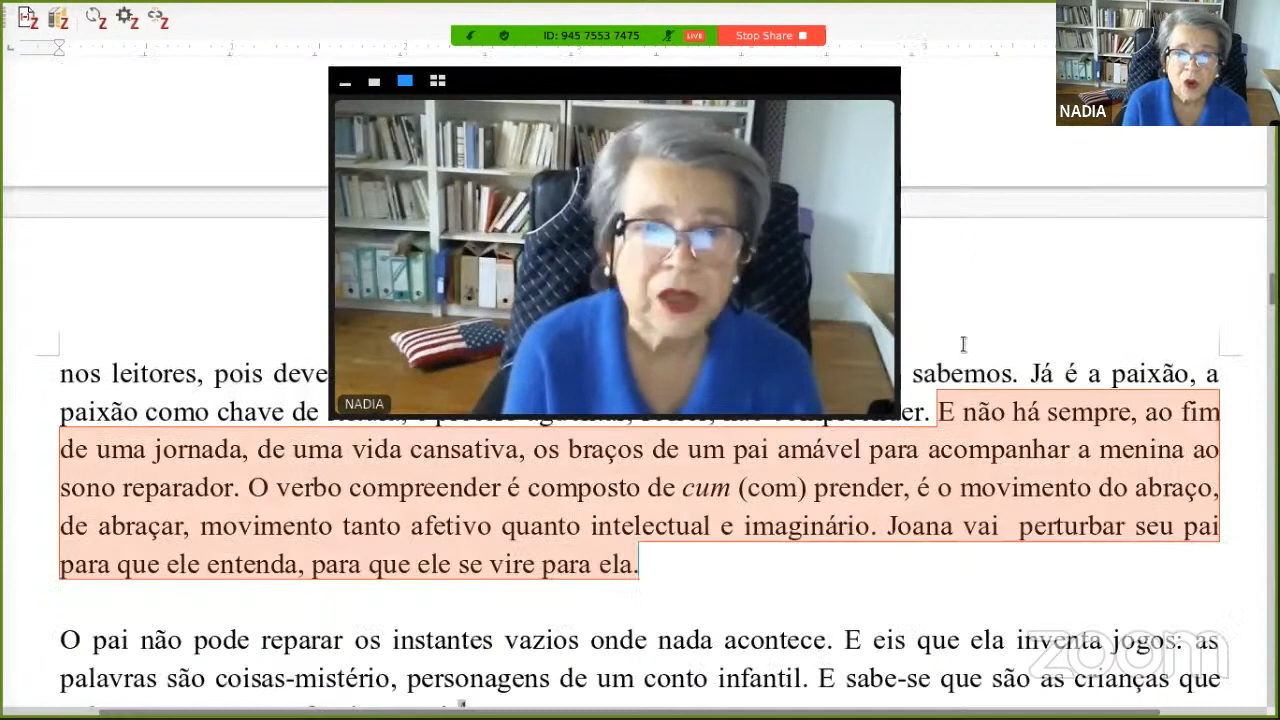 ID: 945 7553 7475 LIVE Stop Share
NADIA
NADIA
nos leitores, pois deve sabemos. Já é a paixão, a
paixão como chave de E não há sempre, ao fim
de uma jornada, de uma vida cansativa, os braços de um pai amável para acompanhar a menina ao
sono reparador. O verbo compreender é composto de cum (com) prender, é o movimento do abraço,
de abraçar, movimento tanto afetivo quanto intelectual e imaginário. Joana vai perturbar seu pai
para que ele entenda, para que ele se vire para ela.
O pai não pode reparar os instantes vazios onde nada acontece. E eis que ela inventa jogos: as
zoom
palavras são coisas-mistério, personagens de um conto infantil. E sabe-se que são as crianças que